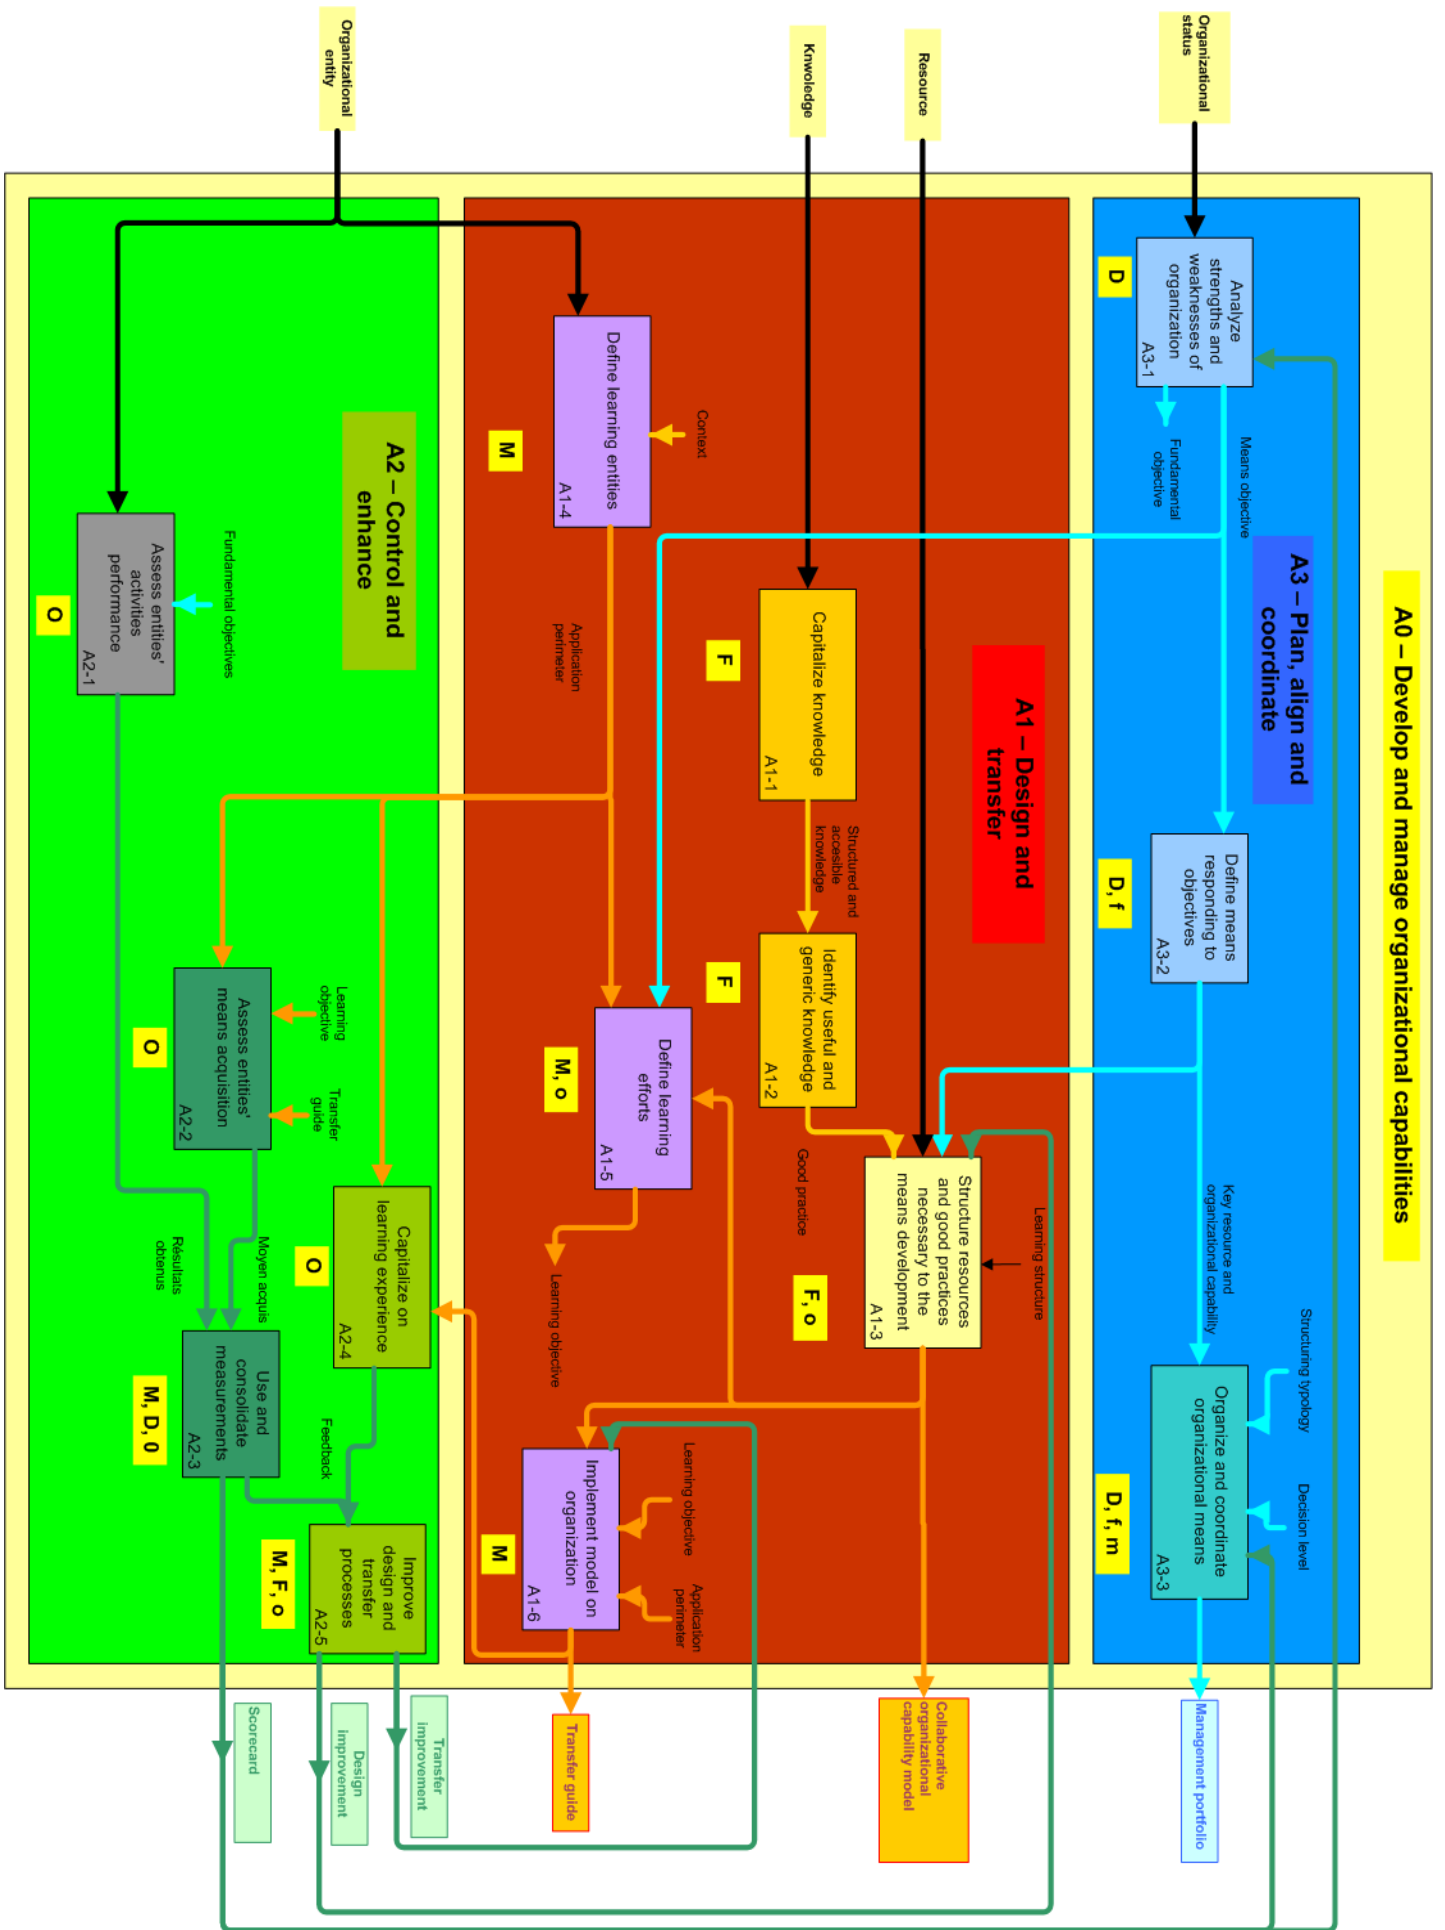 A0 – Develop and manage organizational capabilities
Organizational
status
A3 – Plan, align and
coordinate
Analyze
strengths and
weaknesses of
organization
A3-1
D
Means objective
Fundamental
objective
Define means
responding to
objectives
A3-2
D, f
Key resource and
organizational capability
Structuring typology
Decision level
Organize and coordinate
organizational means
A3-3
D, f, m
Management portfolio
Resource
Knwoledge
A1 – Design and
transfer
Capitalize knowledge
A1-1
F
Structured and
accesible
knowledge
Identify useful and
generic knowledge
A1-2
F
Good practice
Learning structure
Structure resources
and good practices
necessary to the
means development
A1-3
F, o
Collaborative
organizational
capability model
Context
Define learning entities
A1-4
M
Application
perimeter
Define learning
efforts
A1-5
M, o
Learning objective
Learning objective
Application
perimeter
Implement model on
organization
A1-6
M
Transfer guide
Organizational
entity
A2 – Control and
enhance
Fundamental objectives
Assess entities'
activities
performance
A2-1
O
Learning
objective
Transfer
guide
Assess entities'
means acquisition
A2-2
O
Moyen acquis
Résultats
obtenus
Capitalize on
learning experience
A2-4
O
Feedback
Use and
consolidate
measurements
A2-3
M, D, 0
Improve
design and
transfer
processes
A2-5
M, F, o
Transfer
improvement
Design
improvement
Scorecard